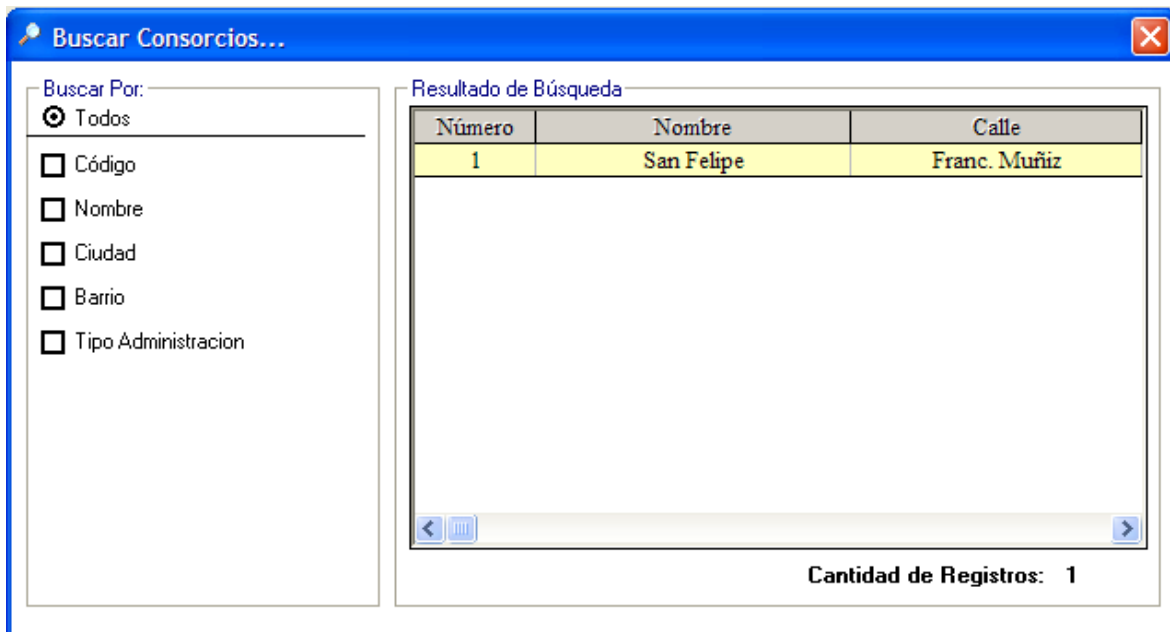 Buscar Consorcios...
Buscar Por:
Todos
Código
Nombre
Ciudad
Barrio
Tipo Administracion
Resultado de Búsqueda
Número Nombre Calle
1 San Felipe Franc. Muñiz
Cantidad de Registros: 1